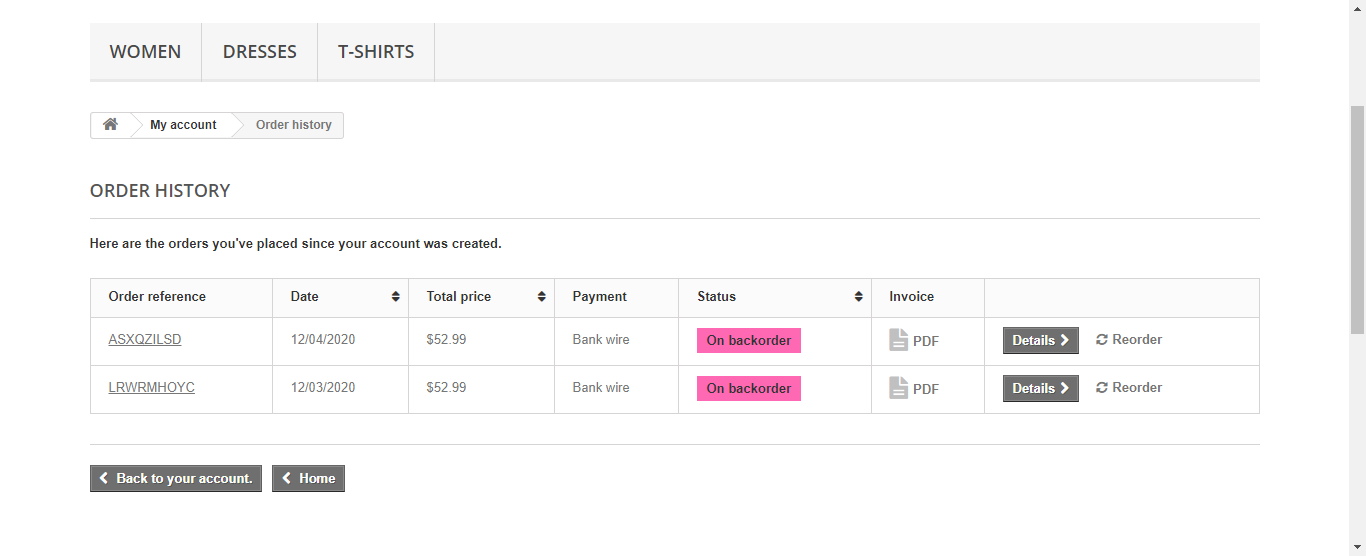 WOMEN DRESSES T-SHIRTS
My account Order history
ORDER HISTORY
Here are the orders you've placed since your account was created.
Order reference Date Total price Payment Status Invoice
ASXQZILSD 12/04/2020 $52.99 Bank wire On backorder PDF Details Reorder
LRWRMHOYC 12/03/2020 $52.99 Bank wire On backorder PDF Details Reorder
Back to your account. Home